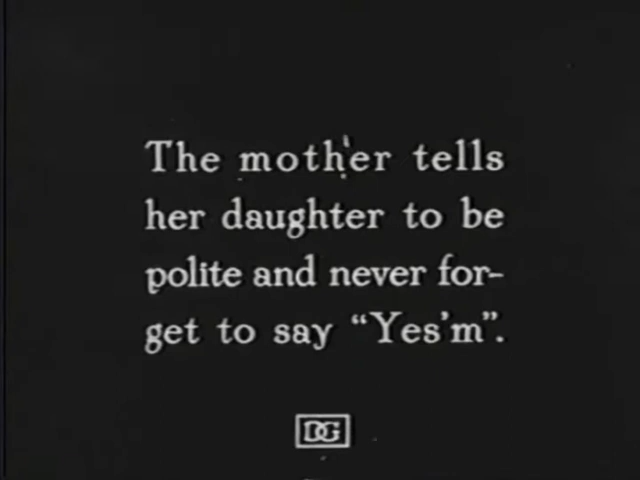 The mother tells
her daughter to be
polite and never for-
get to say “Yes'm”.
DG